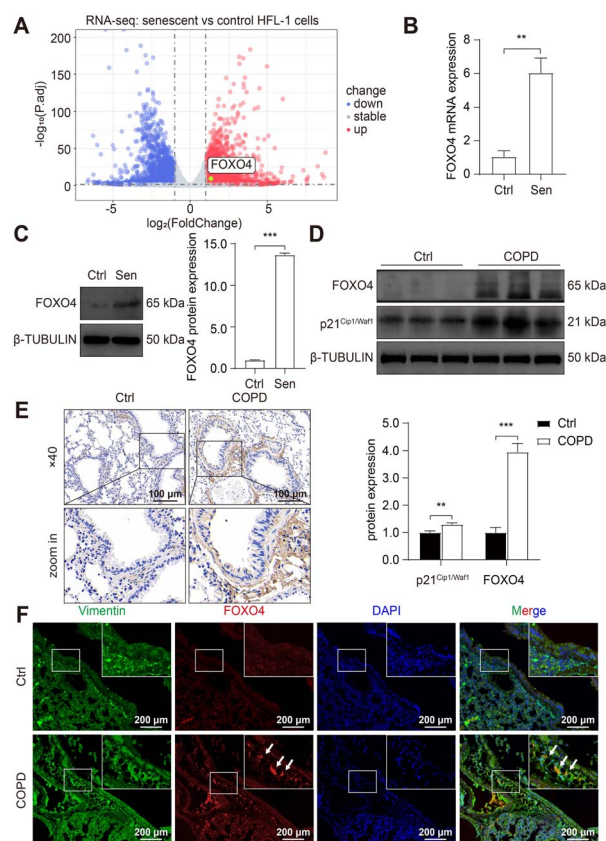 A
RNA-seq: senescent vs control HFL-1 cells
-log₁₀(P.adj)
200
150
100
50
0
-5
0
5
log₂(FoldChange)
FOXO4
change
down
stable
up
B
FOXO4 mRNA expression
8
6
4
2
0
**
Ctrl
Sen
C
Ctrl Sen
FOXO4
65 kDa
β-TUBULIN
50 kDa
FOXO4 protein expression
15.0
10.0
5.0
0.0
***
Ctrl
Sen
D
Ctrl
COPD
FOXO4
65 kDa
p21Cip1/Waf1
21 kDa
β-TUBULIN
50 kDa
E
Ctrl
COPD
×40
100 μm
100 μm
zoom in
protein expression
5.0
4.0
3.0
2.0
1.0
0.0
**
***
Ctrl
COPD
p21Cip1/Waf1
FOXO4
F
Vimentin
FOXO4
DAPI
Merge
Ctrl
200 μm
200 μm
200 μm
200 μm
COPD
200 μm
200 μm
200 μm
200 μm